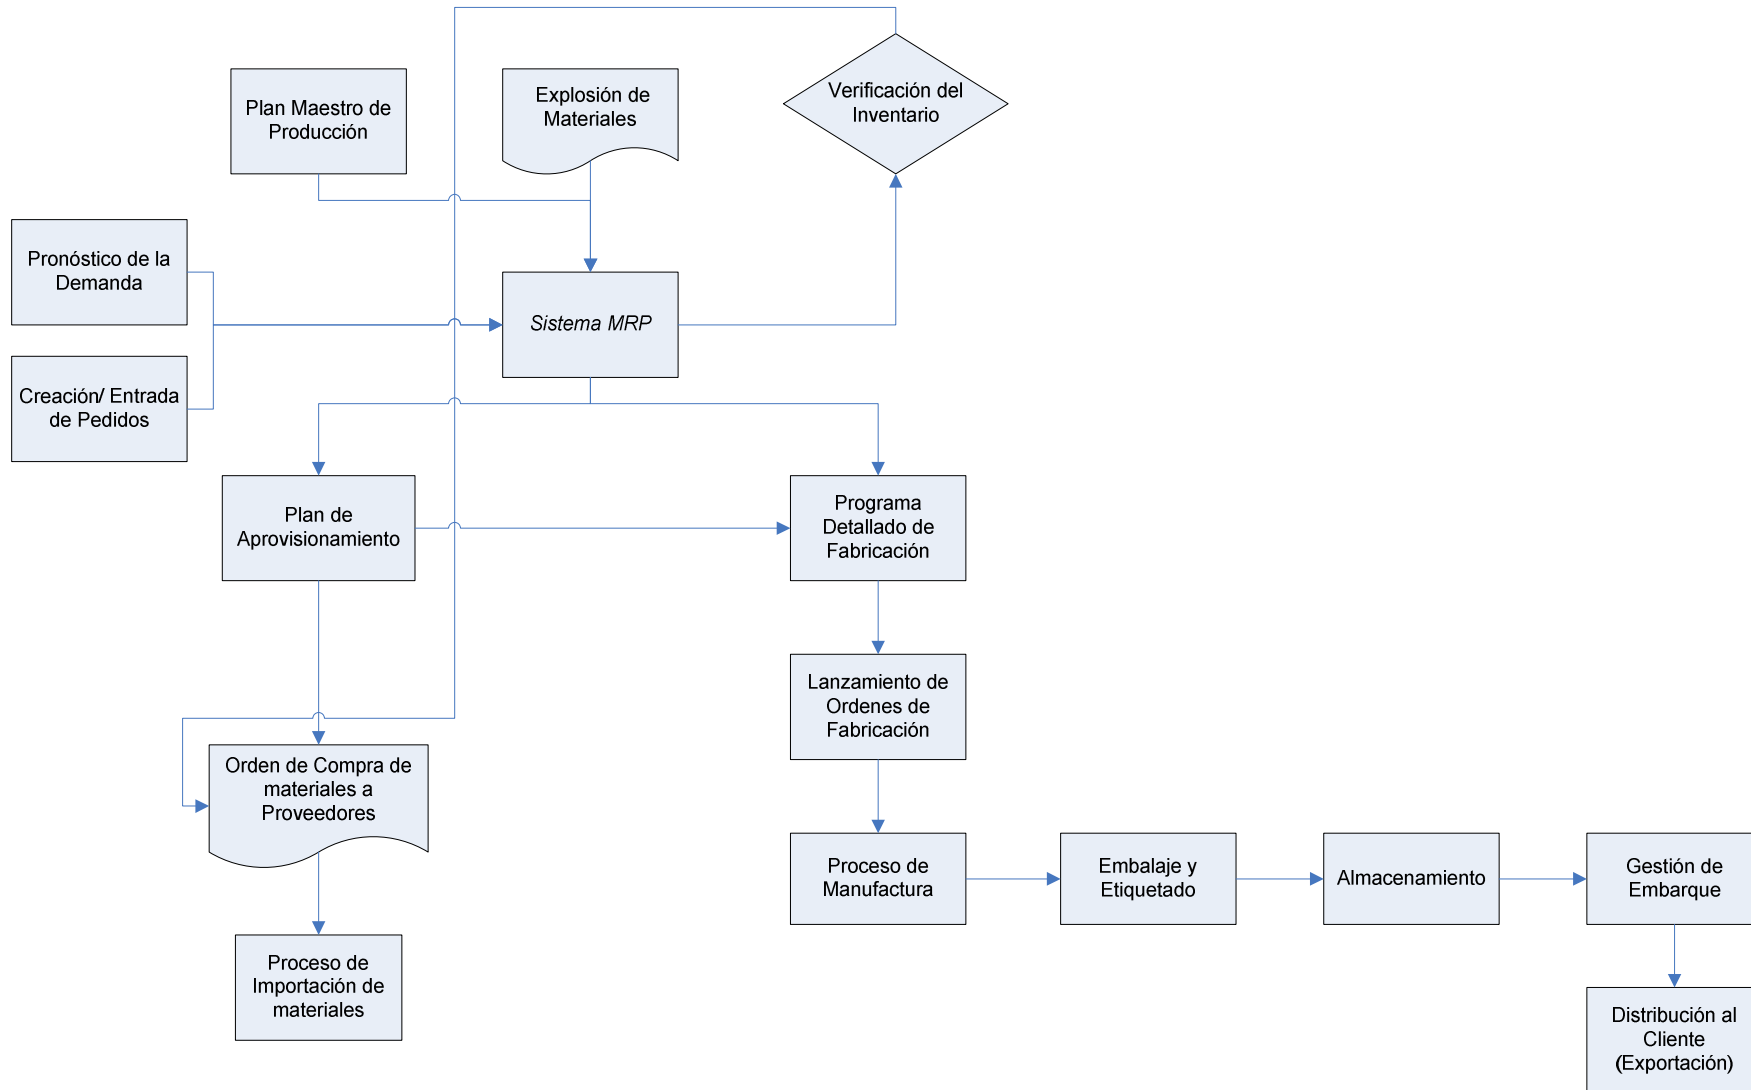 Plan Maestro de
Producción
Explosión de
Materiales
Verificación del
Inventario
Pronóstico de la
Demanda
Sistema MRP
Creación/ Entrada
de Pedidos
Plan de
Aprovisionamiento
Programa
Detallado de
Fabricación
Lanzamiento de
Ordenes de
Fabricación
Orden de Compra de
materiales a
Proveedores
Proceso de
Manufactura
Embalaje y
Etiquetado
Almacenamiento
Gestión de
Embarque
Proceso de
Importación de
materiales
Distribución al
Cliente
(Exportación)